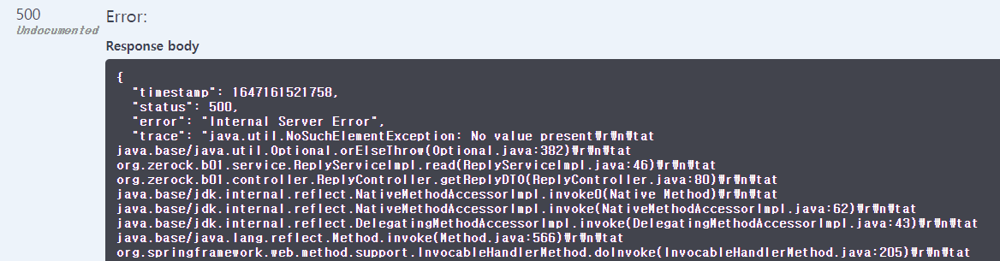 500
Undocumented
Error:
Response body
{
  "timestamp": 1647161521758,
  "status": 500,
  "error": "Internal Server Error",
  "trace": "java.util.NoSuchElementException: No value present₩r₩n₩tat
java.base/java.util.Optional.orElseThrow(Optional.java:382)₩r₩n₩tat
org.zerock.b01.service.ReplyServiceImpl.read(ReplyServiceImpl.java:46)₩r₩n₩tat
org.zerock.b01.controller.ReplyController.getReplyDTO(ReplyController.java:80)₩r₩n₩tat
java.base/jdk.internal.reflect.NativeMethodAccessorImpl.invoke0(Native Method)₩r₩n₩tat
java.base/jdk.internal.reflect.NativeMethodAccessorImpl.invoke(NativeMethodAccessorImpl.java:62)₩r₩n₩tat
java.base/jdk.internal.reflect.DelegatingMethodAccessorImpl.invoke(DelegatingMethodAccessorImpl.java:43)₩r₩n₩tat
java.base/java.lang.reflect.Method.invoke(Method.java:566)₩r₩n₩tat
org.springframework.web.method.support.InvocableHandlerMethod.doInvoke(InvocableHandlerMethod.java:205)₩r₩n₩tat